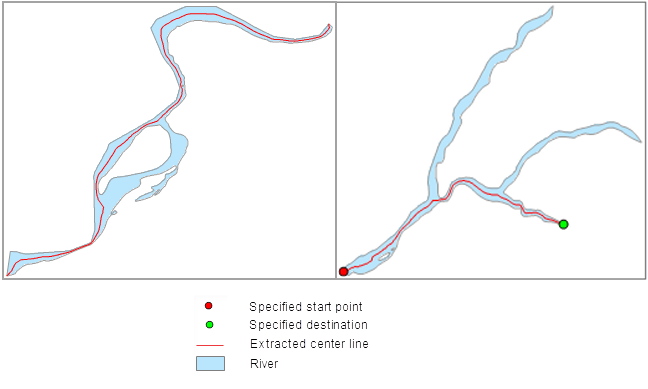 Specified start point
Specified destination
Extracted center line
River